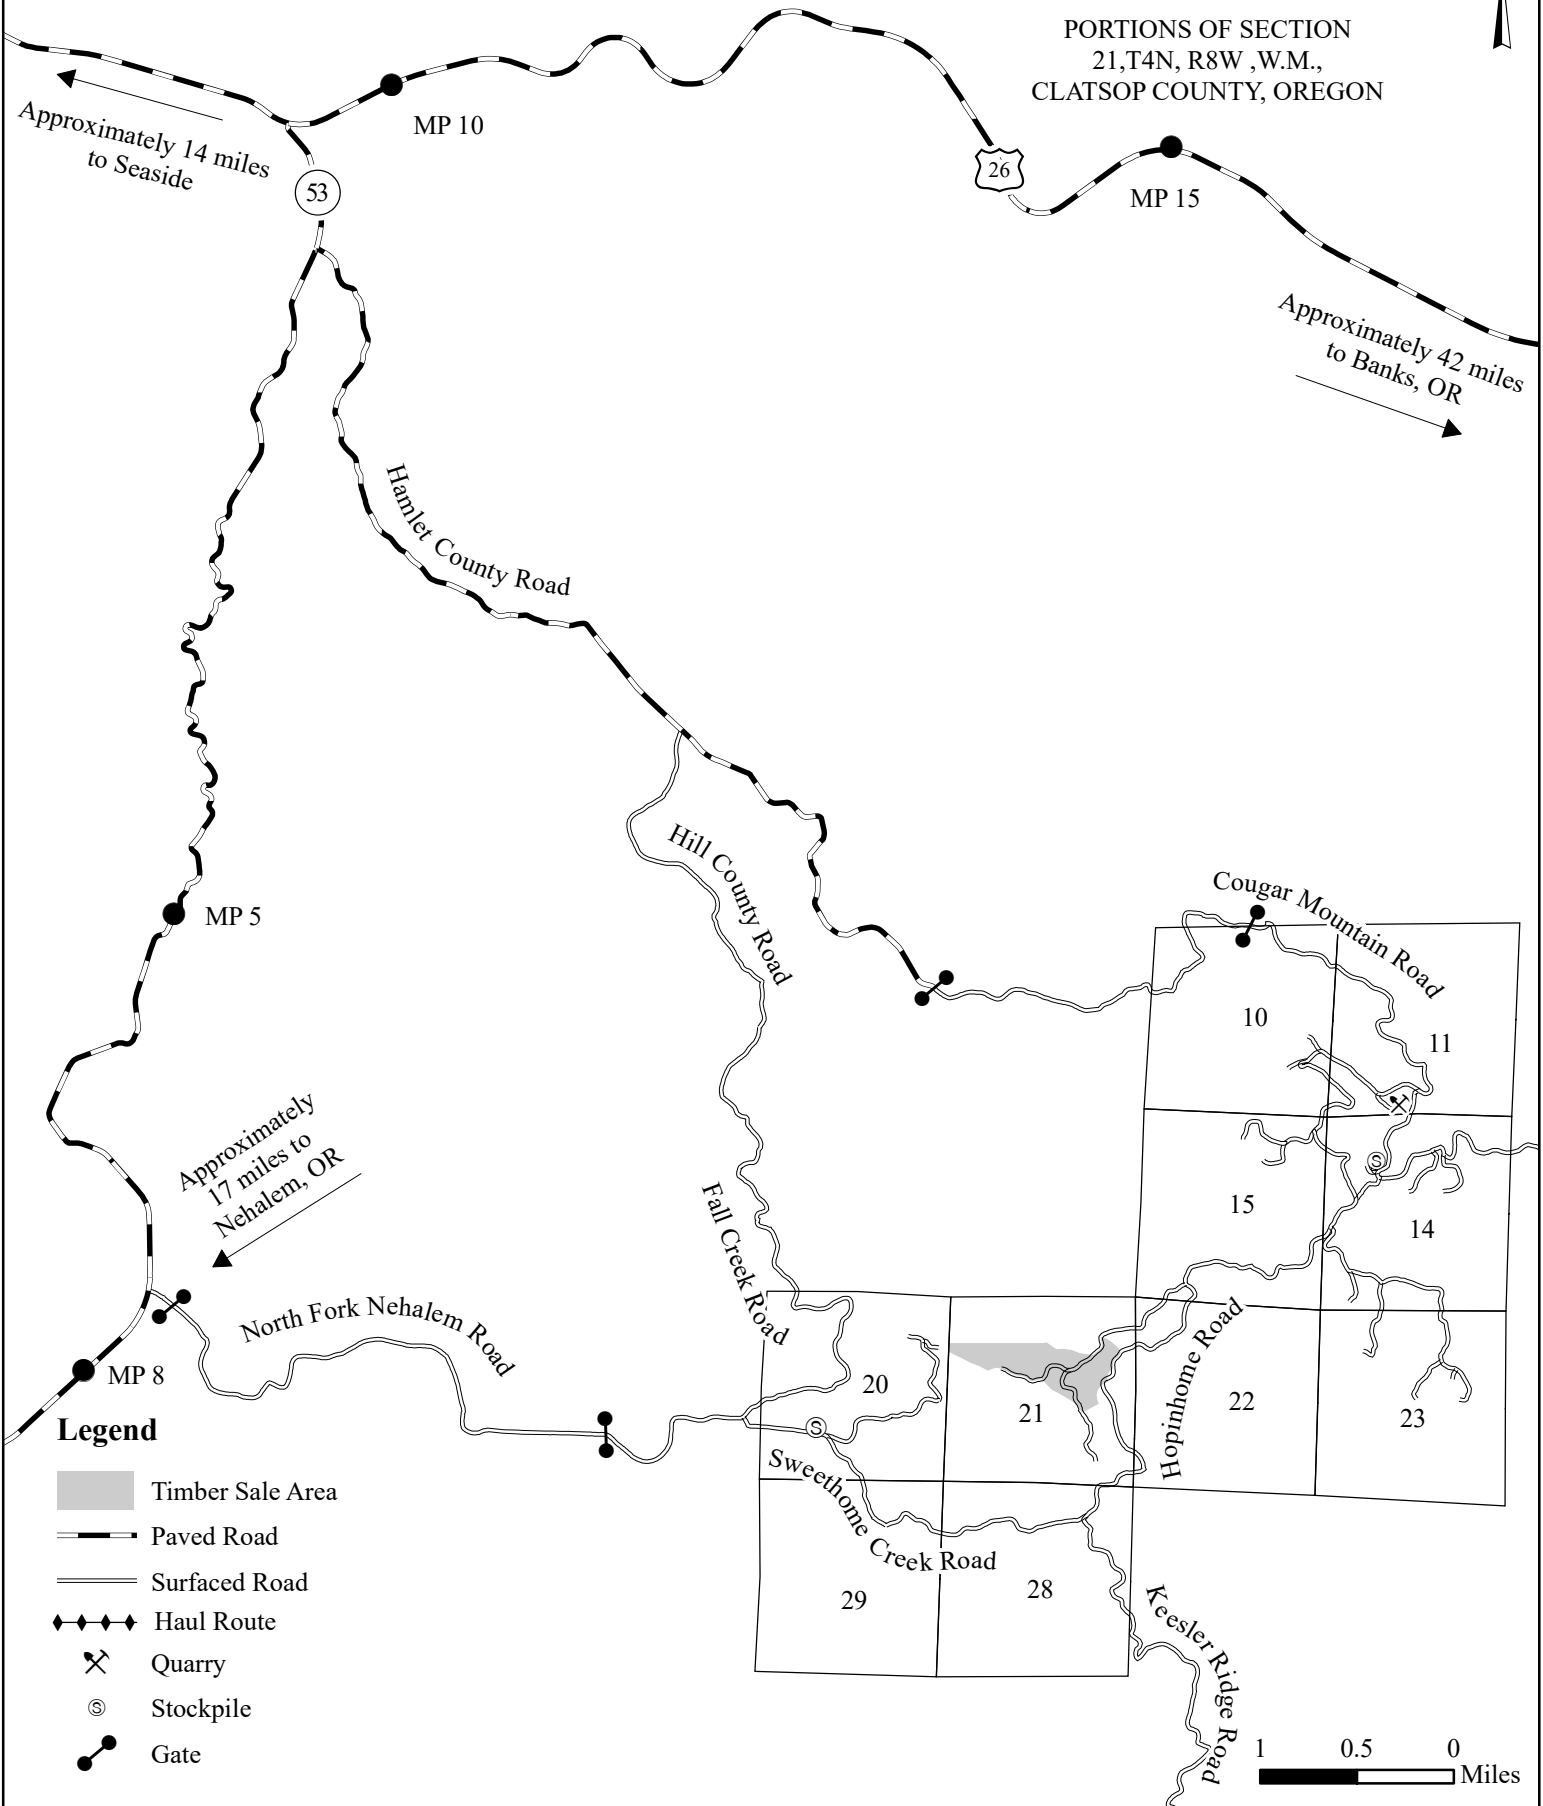 PORTIONS OF SECTION
21,T4N, R8W ,W.M.,
CLATSOP COUNTY, OREGON
Approximately 14 miles
to Seaside
MP 10
53
26
MP 15
Approximately 42 miles
to Banks, OR
Hamlet County Road
Hill County Road
MP 5
Cougar Mountain Road
10
11
Approximately
17 miles to
Nehalem, OR
S
15
14
Fall Creek Road
North Fork Nehalem Road
Hopinhome Road
MP 8
20
21
22
23
S
Sweethome
Creek Road
29
28
Keesler Ridge Road
Legend
Timber Sale Area
Paved Road
Surfaced Road
Haul Route
Quarry
S Stockpile
Gate
1 0.5 0
Miles